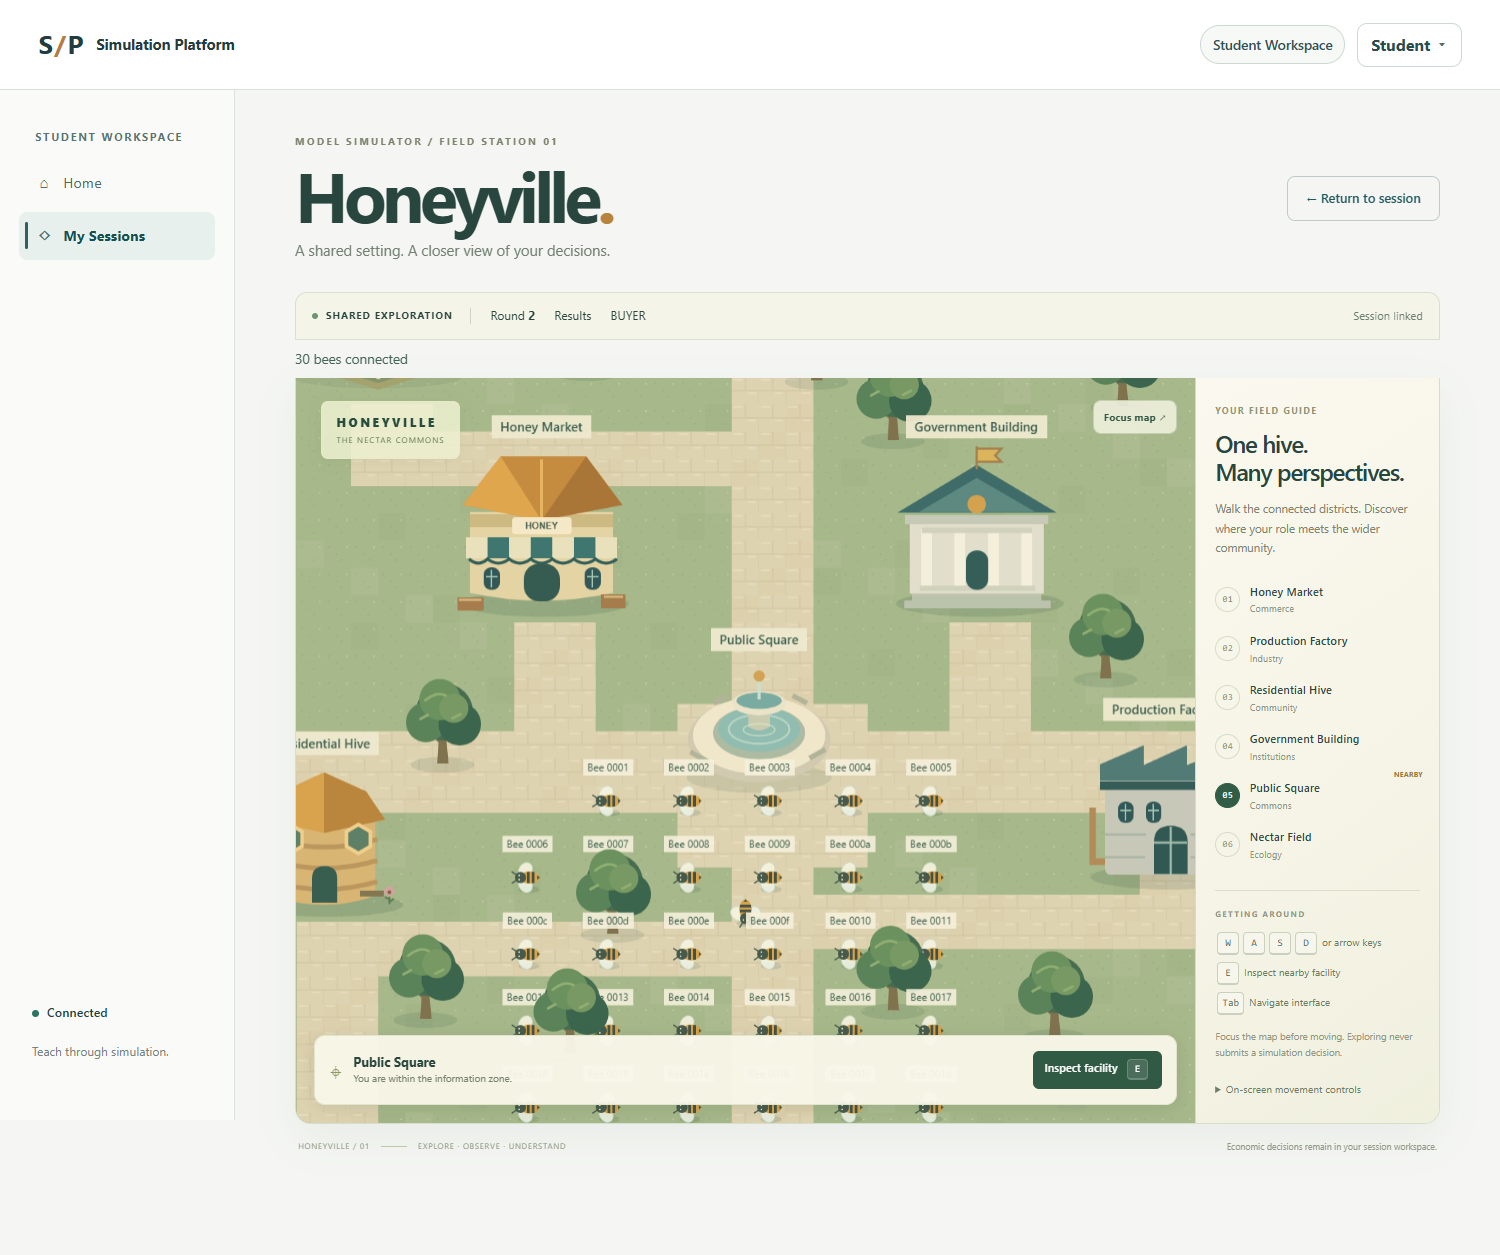 S/P Simulation Platform
Student Workspace
Student
STUDENT WORKSPACE
Home
My Sessions
Connected
Teach through simulation.
MODEL SIMULATOR / FIELD STATION 01
Honeyville.
A shared setting. A closer view of your decisions.
← Return to session
SHARED EXPLORATION
Round 2
Results
BUYER
Session linked
30 bees connected
HONEYVILLE
THE NECTAR COMMONS
Honey Market
Government Building
Focus map ↗
HONEY
Public Square
Production Fac
sidential Hive
Bee 0001
Bee 0002
Bee 0003
Bee 0004
Bee 0005
Bee 0006
Bee 0007
Bee 0008
Bee 0009
Bee 000a
Bee 000b
Bee 000c
Bee 000d
Bee 000e
Bee 000f
Bee 0010
Bee 0011
Bee 001
0013
Bee 0014
Bee 0015
Bee 0016
Bee 0017
Public Square
You are within the information zone.
Inspect facility E
YOUR FIELD GUIDE
One hive.
Many perspectives.
Walk the connected districts. Discover
where your role meets the wider
community.
01 Honey Market
Commerce
02 Production Factory
Industry
03 Residential Hive
Community
04 Government Building
Institutions
NEARBY
05 Public Square
Commons
06 Nectar Field
Ecology
GETTING AROUND
W A S D or arrow keys
E Inspect nearby facility
Tab Navigate interface
Focus the map before moving. Exploring never
submits a simulation decision.
On-screen movement controls
HONEYVILLE / 01
EXPLORE · OBSERVE · UNDERSTAND
Economic decisions remain in your session workspace.